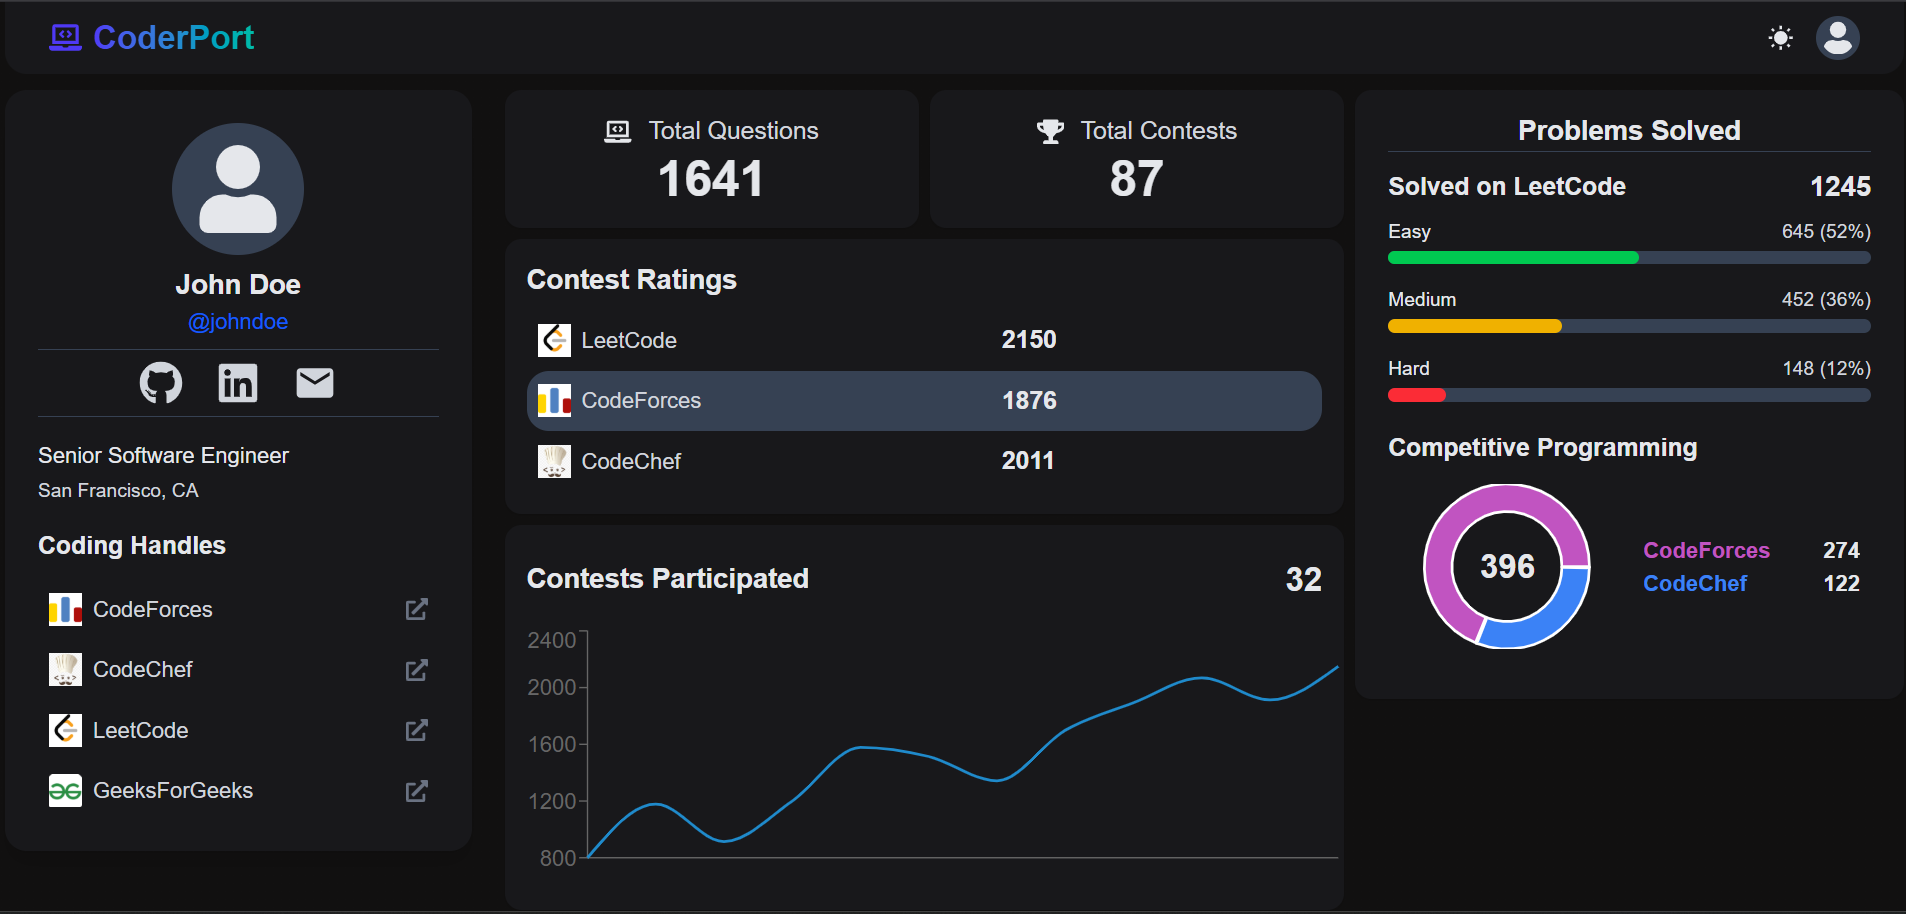 CoderPort
John Doe
@johndoe
Senior Software Engineer
San Francisco, CA
Coding Handles
CodeForces
CodeChef
LeetCode
GeeksForGeeks
Total Questions
1641
Total Contests
87
Contest Ratings
LeetCode 2150
CodeForces 1876
CodeChef 2011
Contests Participated 32
2400
2000
1600
1200
800
Problems Solved
Solved on LeetCode 1245
Easy 645 (52%)
Medium 452 (36%)
Hard 148 (12%)
Competitive Programming
396
CodeForces 274
CodeChef 122